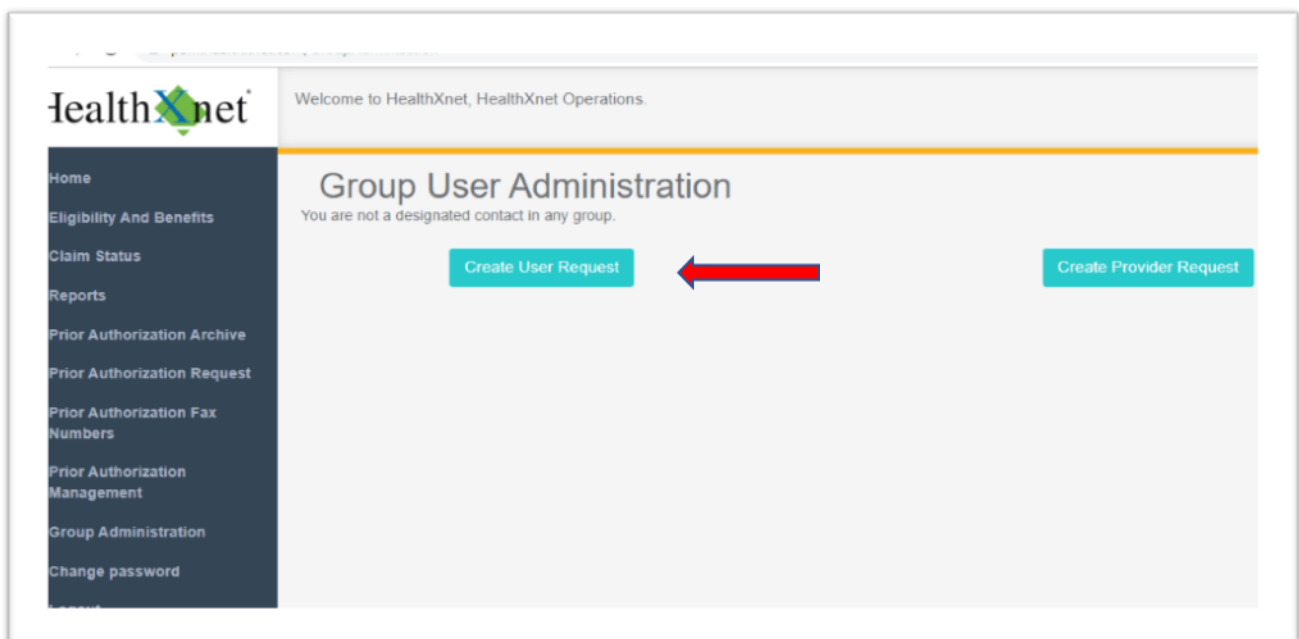 HealthXnet
Welcome to HealthXnet, HealthXnet Operations.
Home
Eligibility And Benefits
Claim Status
Reports
Prior Authorization Archive
Prior Authorization Request
Prior Authorization Fax
Numbers
Prior Authorization
Management
Group Administration
Change password
Group User Administration
You are not a designated contact in any group.
Create User Request
Create Provider Request